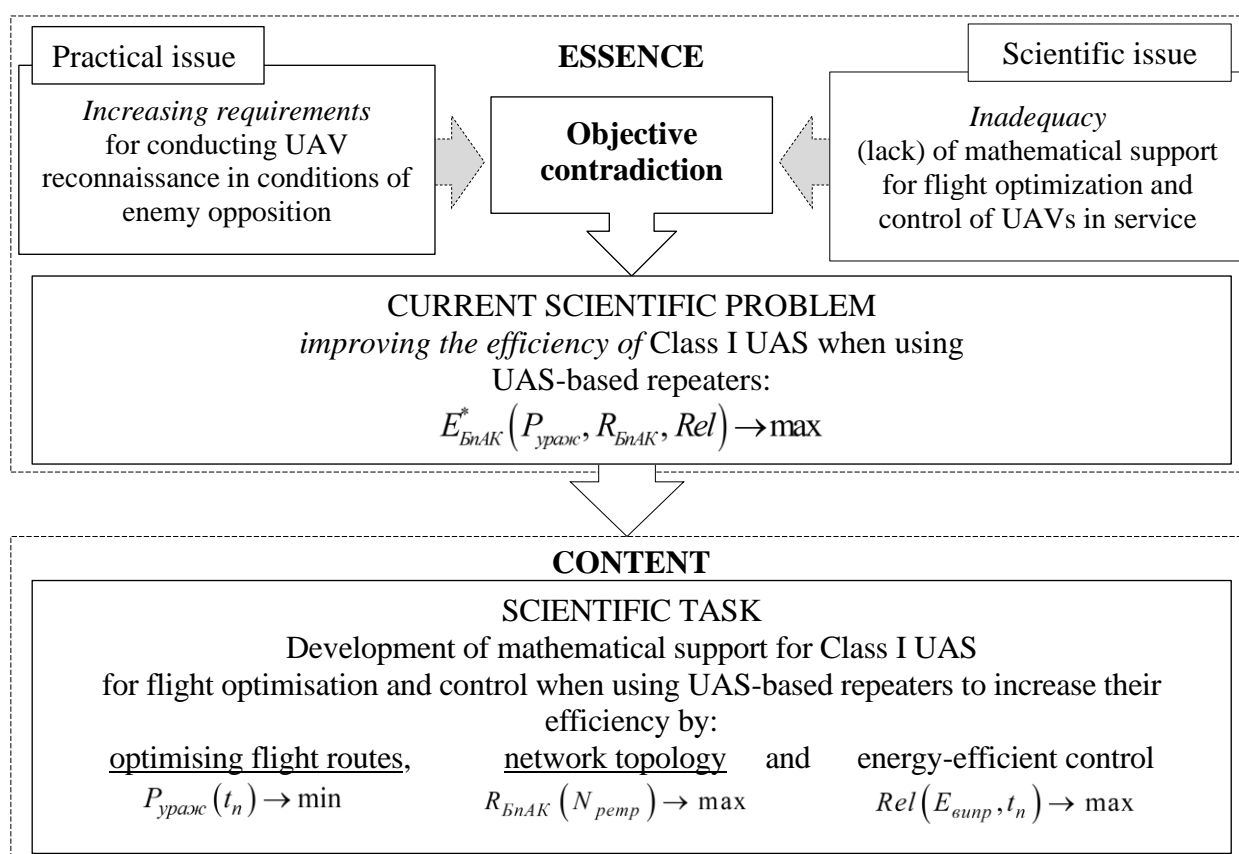 Practical issue
ESSENCE
Scientific issue
Increasing requirements
for conducting UAV
reconnaissance in conditions of
enemy opposition
Objective
contradiction
Inadequacy
(lack) of mathematical support
for flight optimization and
control of UAVs in service
CURRENT SCIENTIFIC PROBLEM
improving the efficiency of Class I UAS when using
UAS-based repeaters:
E*БпАК(Pураж, RБпАК, Rel) → max
CONTENT
SCIENTIFIC TASK
Development of mathematical support for Class I UAS
for flight optimisation and control when using UAS-based repeaters to increase their
efficiency by:
optimising flight routes, network topology and energy-efficient control
Pураж(tn) → min RБпАК(Nретр) → max Rel(Eвипр, tn) → max